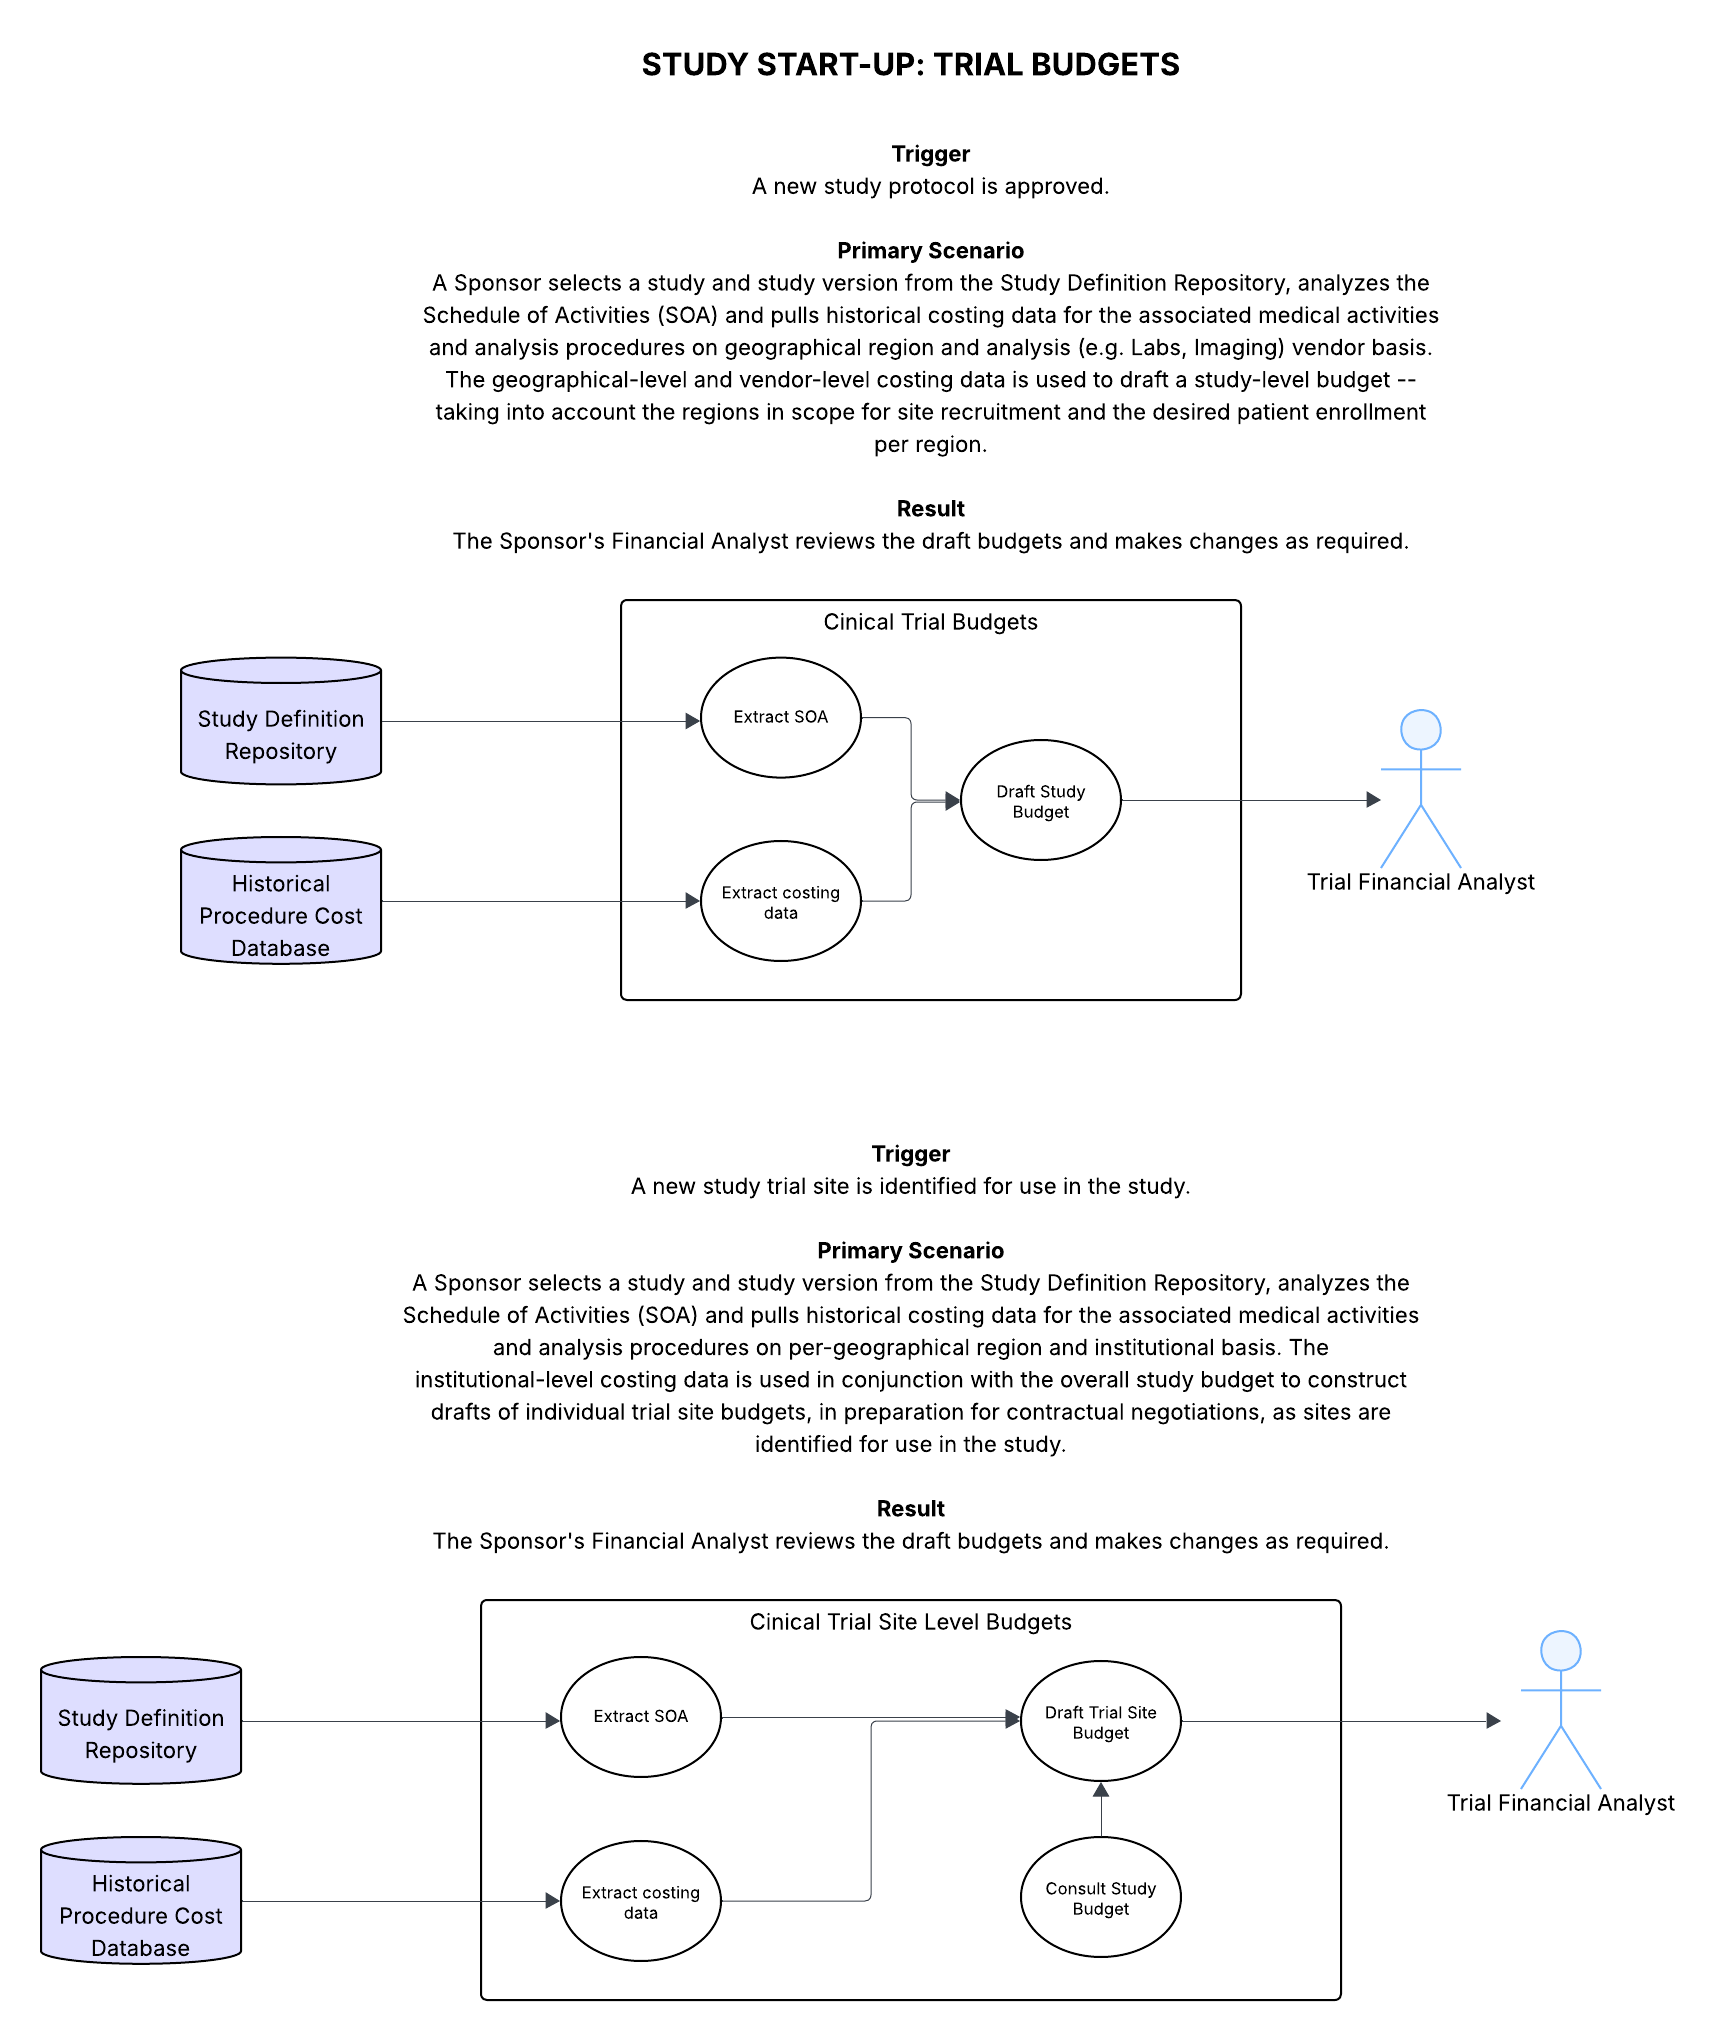 STUDY START-UP: TRIAL BUDGETS
Trigger
A new study protocol is approved.
Primary Scenario
A Sponsor selects a study and study version from the Study Definition Repository, analyzes the
Schedule of Activities (SOA) and pulls historical costing data for the associated medical activities
and analysis procedures on geographical region and analysis (e.g. Labs, Imaging) vendor basis.
The geographical-level and vendor-level costing data is used to draft a study-level budget --
taking into account the regions in scope for site recruitment and the desired patient enrollment
per region.
Result
The Sponsor's Financial Analyst reviews the draft budgets and makes changes as required.
Cinical Trial Budgets
Study Definition
Repository
Extract SOA
Draft Study
Budget
Historical
Procedure Cost
Database
Extract costing
data
Trial Financial Analyst
Trigger
A new study trial site is identified for use in the study.
Primary Scenario
A Sponsor selects a study and study version from the Study Definition Repository, analyzes the
Schedule of Activities (SOA) and pulls historical costing data for the associated medical activities
and analysis procedures on per-geographical region and institutional basis. The
institutional-level costing data is used in conjunction with the overall study budget to construct
drafts of individual trial site budgets, in preparation for contractual negotiations, as sites are
identified for use in the study.
Result
The Sponsor's Financial Analyst reviews the draft budgets and makes changes as required.
Cinical Trial Site Level Budgets
Study Definition
Repository
Extract SOA
Draft Trial Site
Budget
Trial Financial Analyst
Historical
Procedure Cost
Database
Extract costing
data
Consult Study
Budget